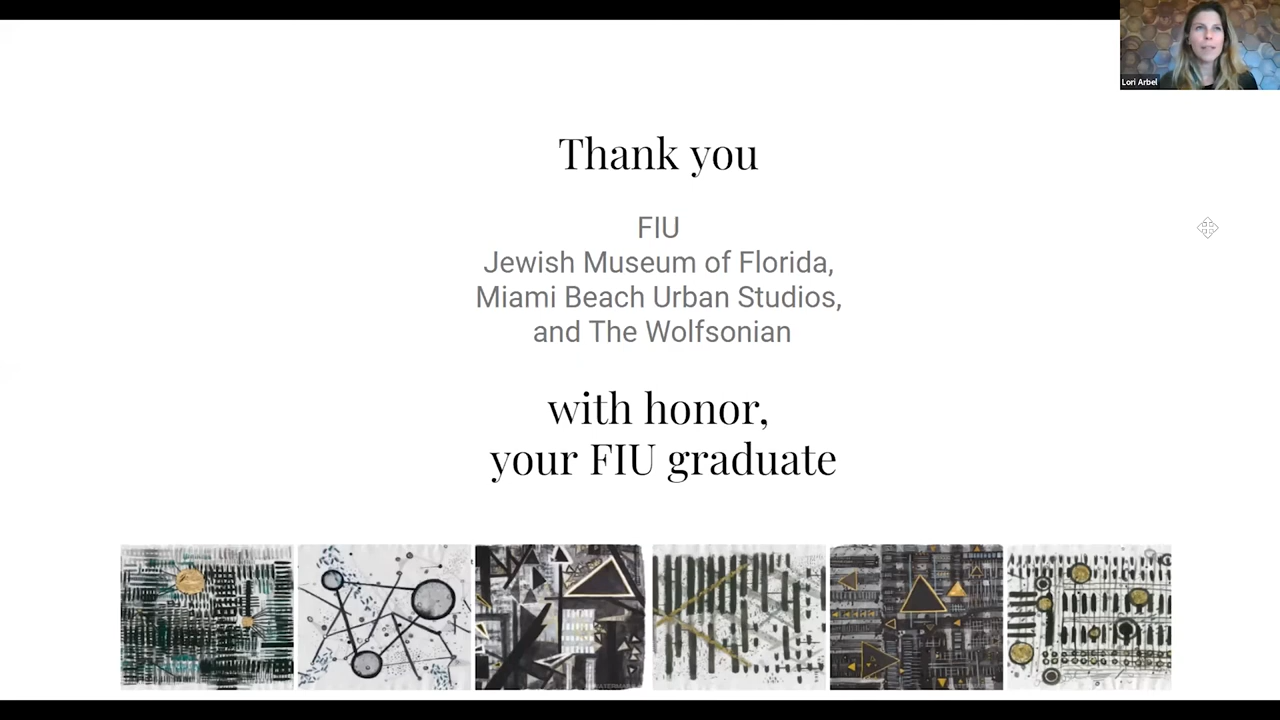 Lori Arbel
Thank you
FIU
Jewish Museum of Florida,
Miami Beach Urban Studios,
and The Wolfsonian
with honor,
your FIU graduate